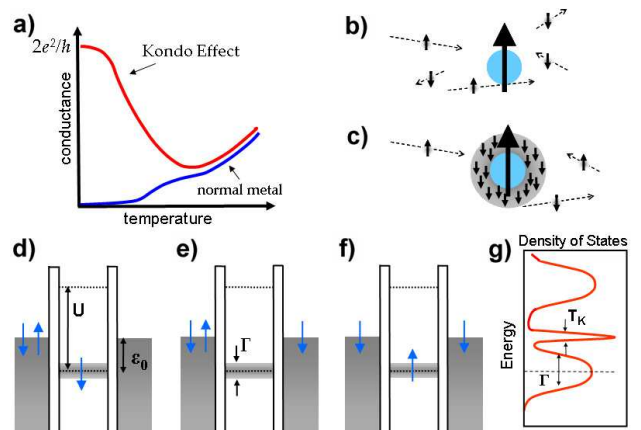 a)
2e²/h
Kondo Effect
conductance
normal metal
temperature
b)
c)
d)
U
ε₀
e)
Γ
f)
g)
Density of States
Energy
T_K
Γ